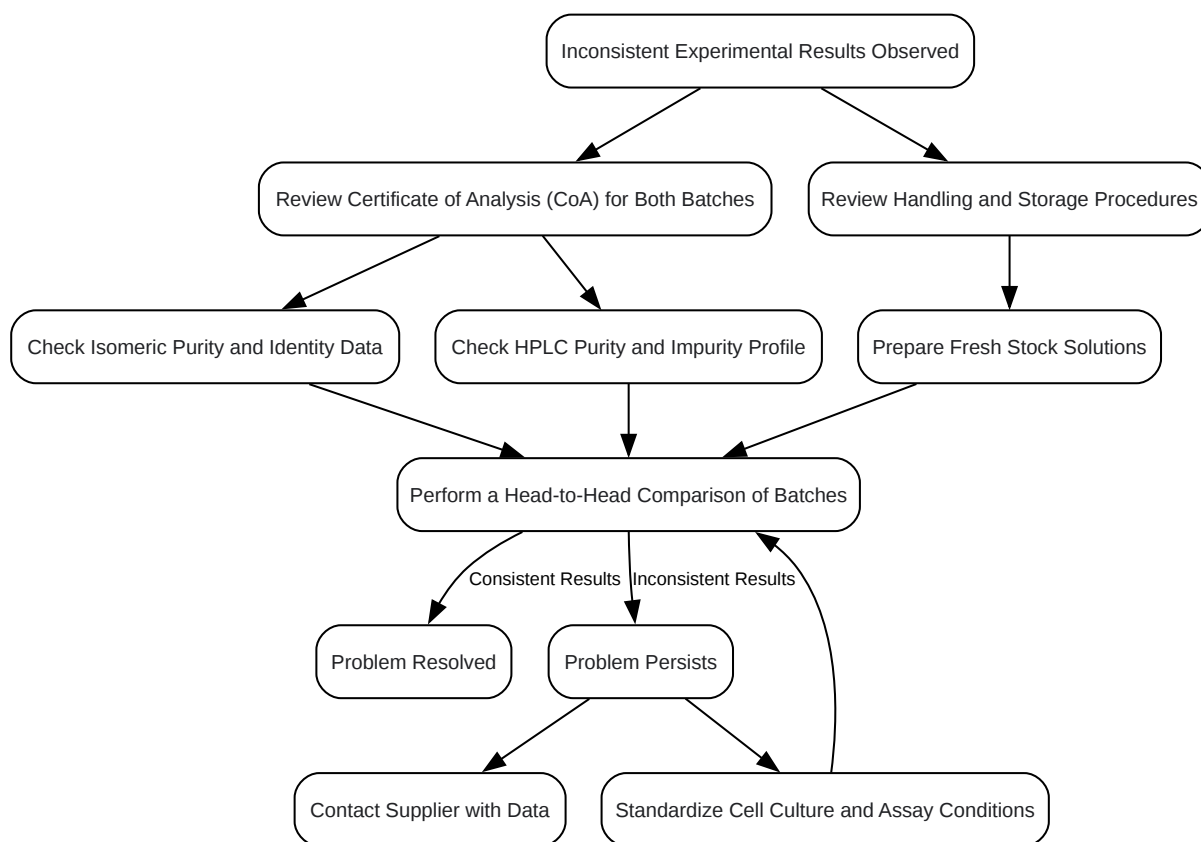 Inconsistent Experimental Results Observed
Review Certificate of Analysis (CoA) for Both Batches
Review Handling and Storage Procedures
Check Isomeric Purity and Identity Data
Check HPLC Purity and Impurity Profile
Prepare Fresh Stock Solutions
Perform a Head-to-Head Comparison of Batches
Consistent Results
Inconsistent Results
Problem Resolved
Problem Persists
Contact Supplier with Data
Standardize Cell Culture and Assay Conditions